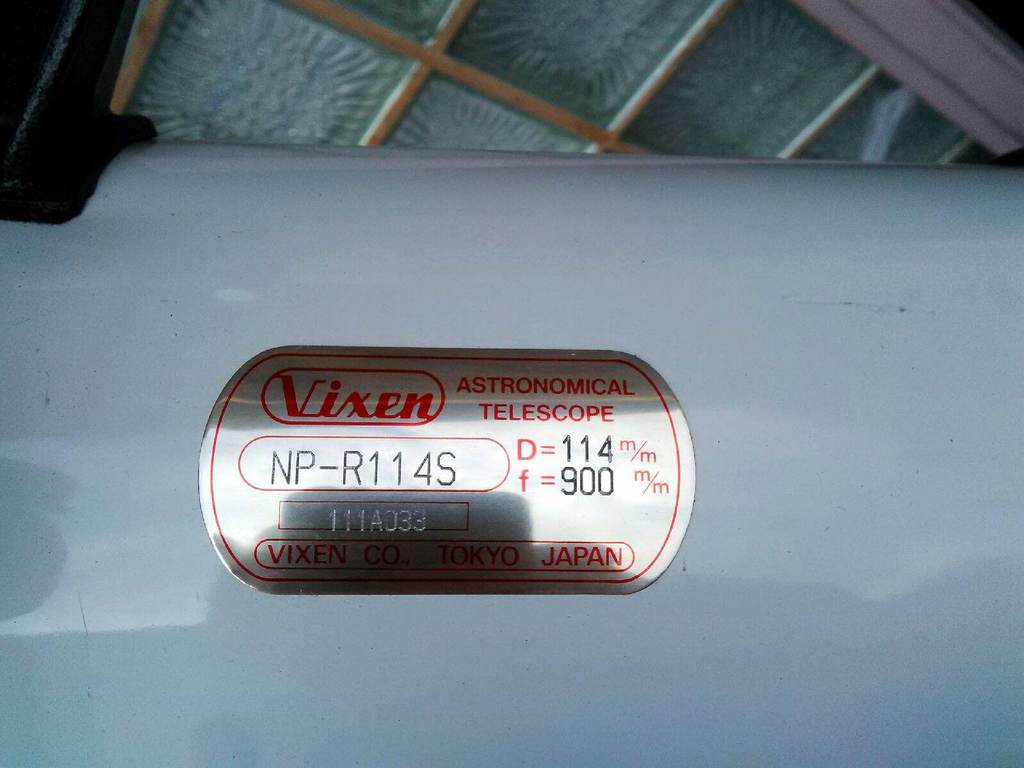 Vixen
ASTRONOMICAL
TELESCOPE
NP-R114S
D=114 m/m
f=900 m/m
111A033
VIXEN CO., TOKYO JAPAN